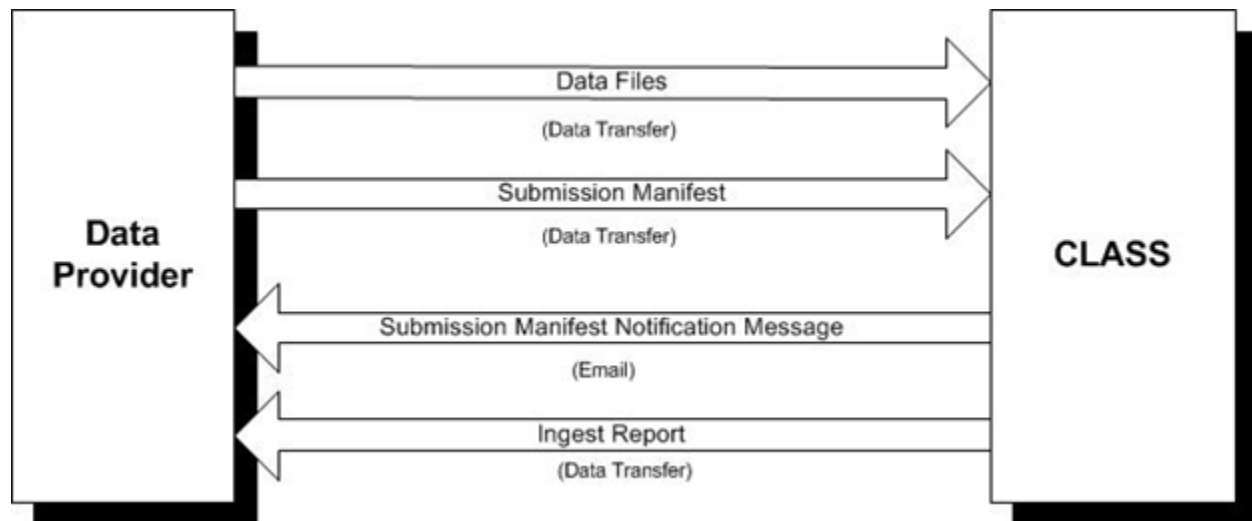 Data Files
(Data Transfer)
Submission Manifest
(Data Transfer)
Data
Provider
CLASS
Submission Manifest Notification Message
(Email)
Ingest Report
(Data Transfer)